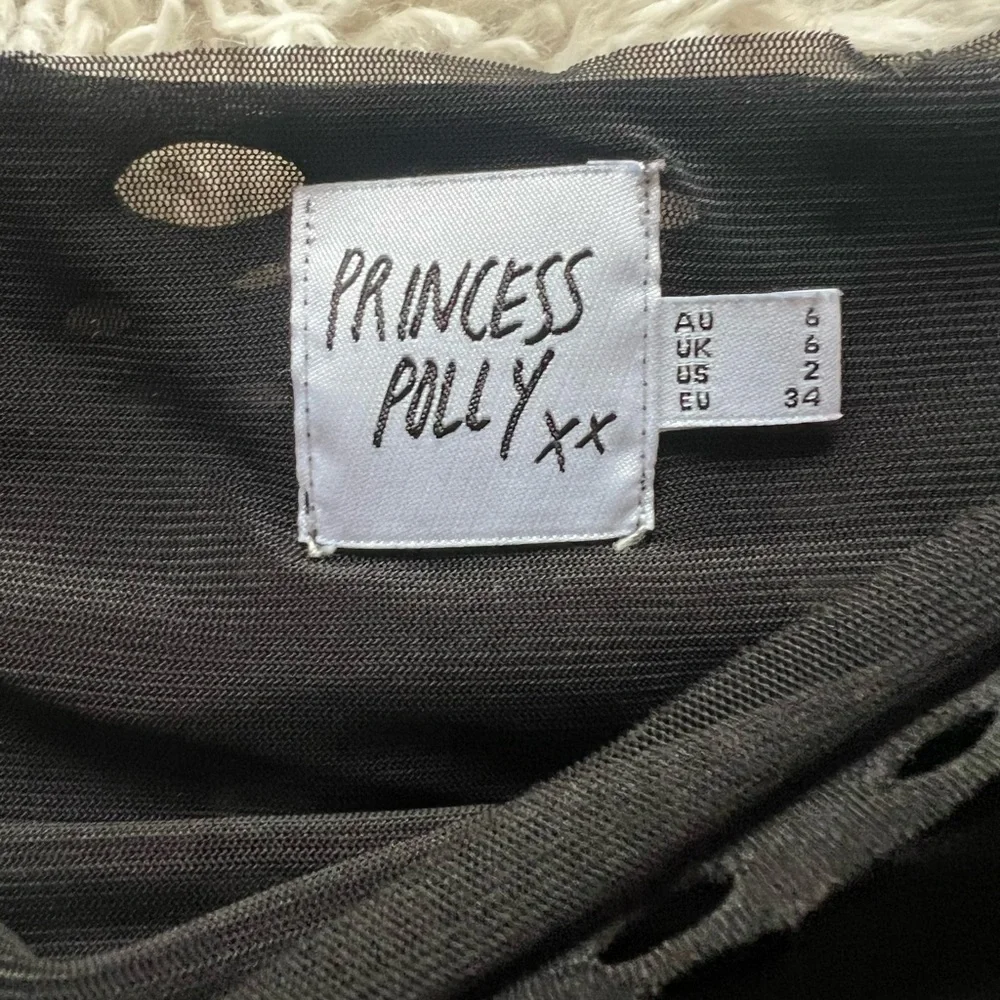 PRINCESS
POLLY xx
AU 6
UK 6
US 2
EU 34